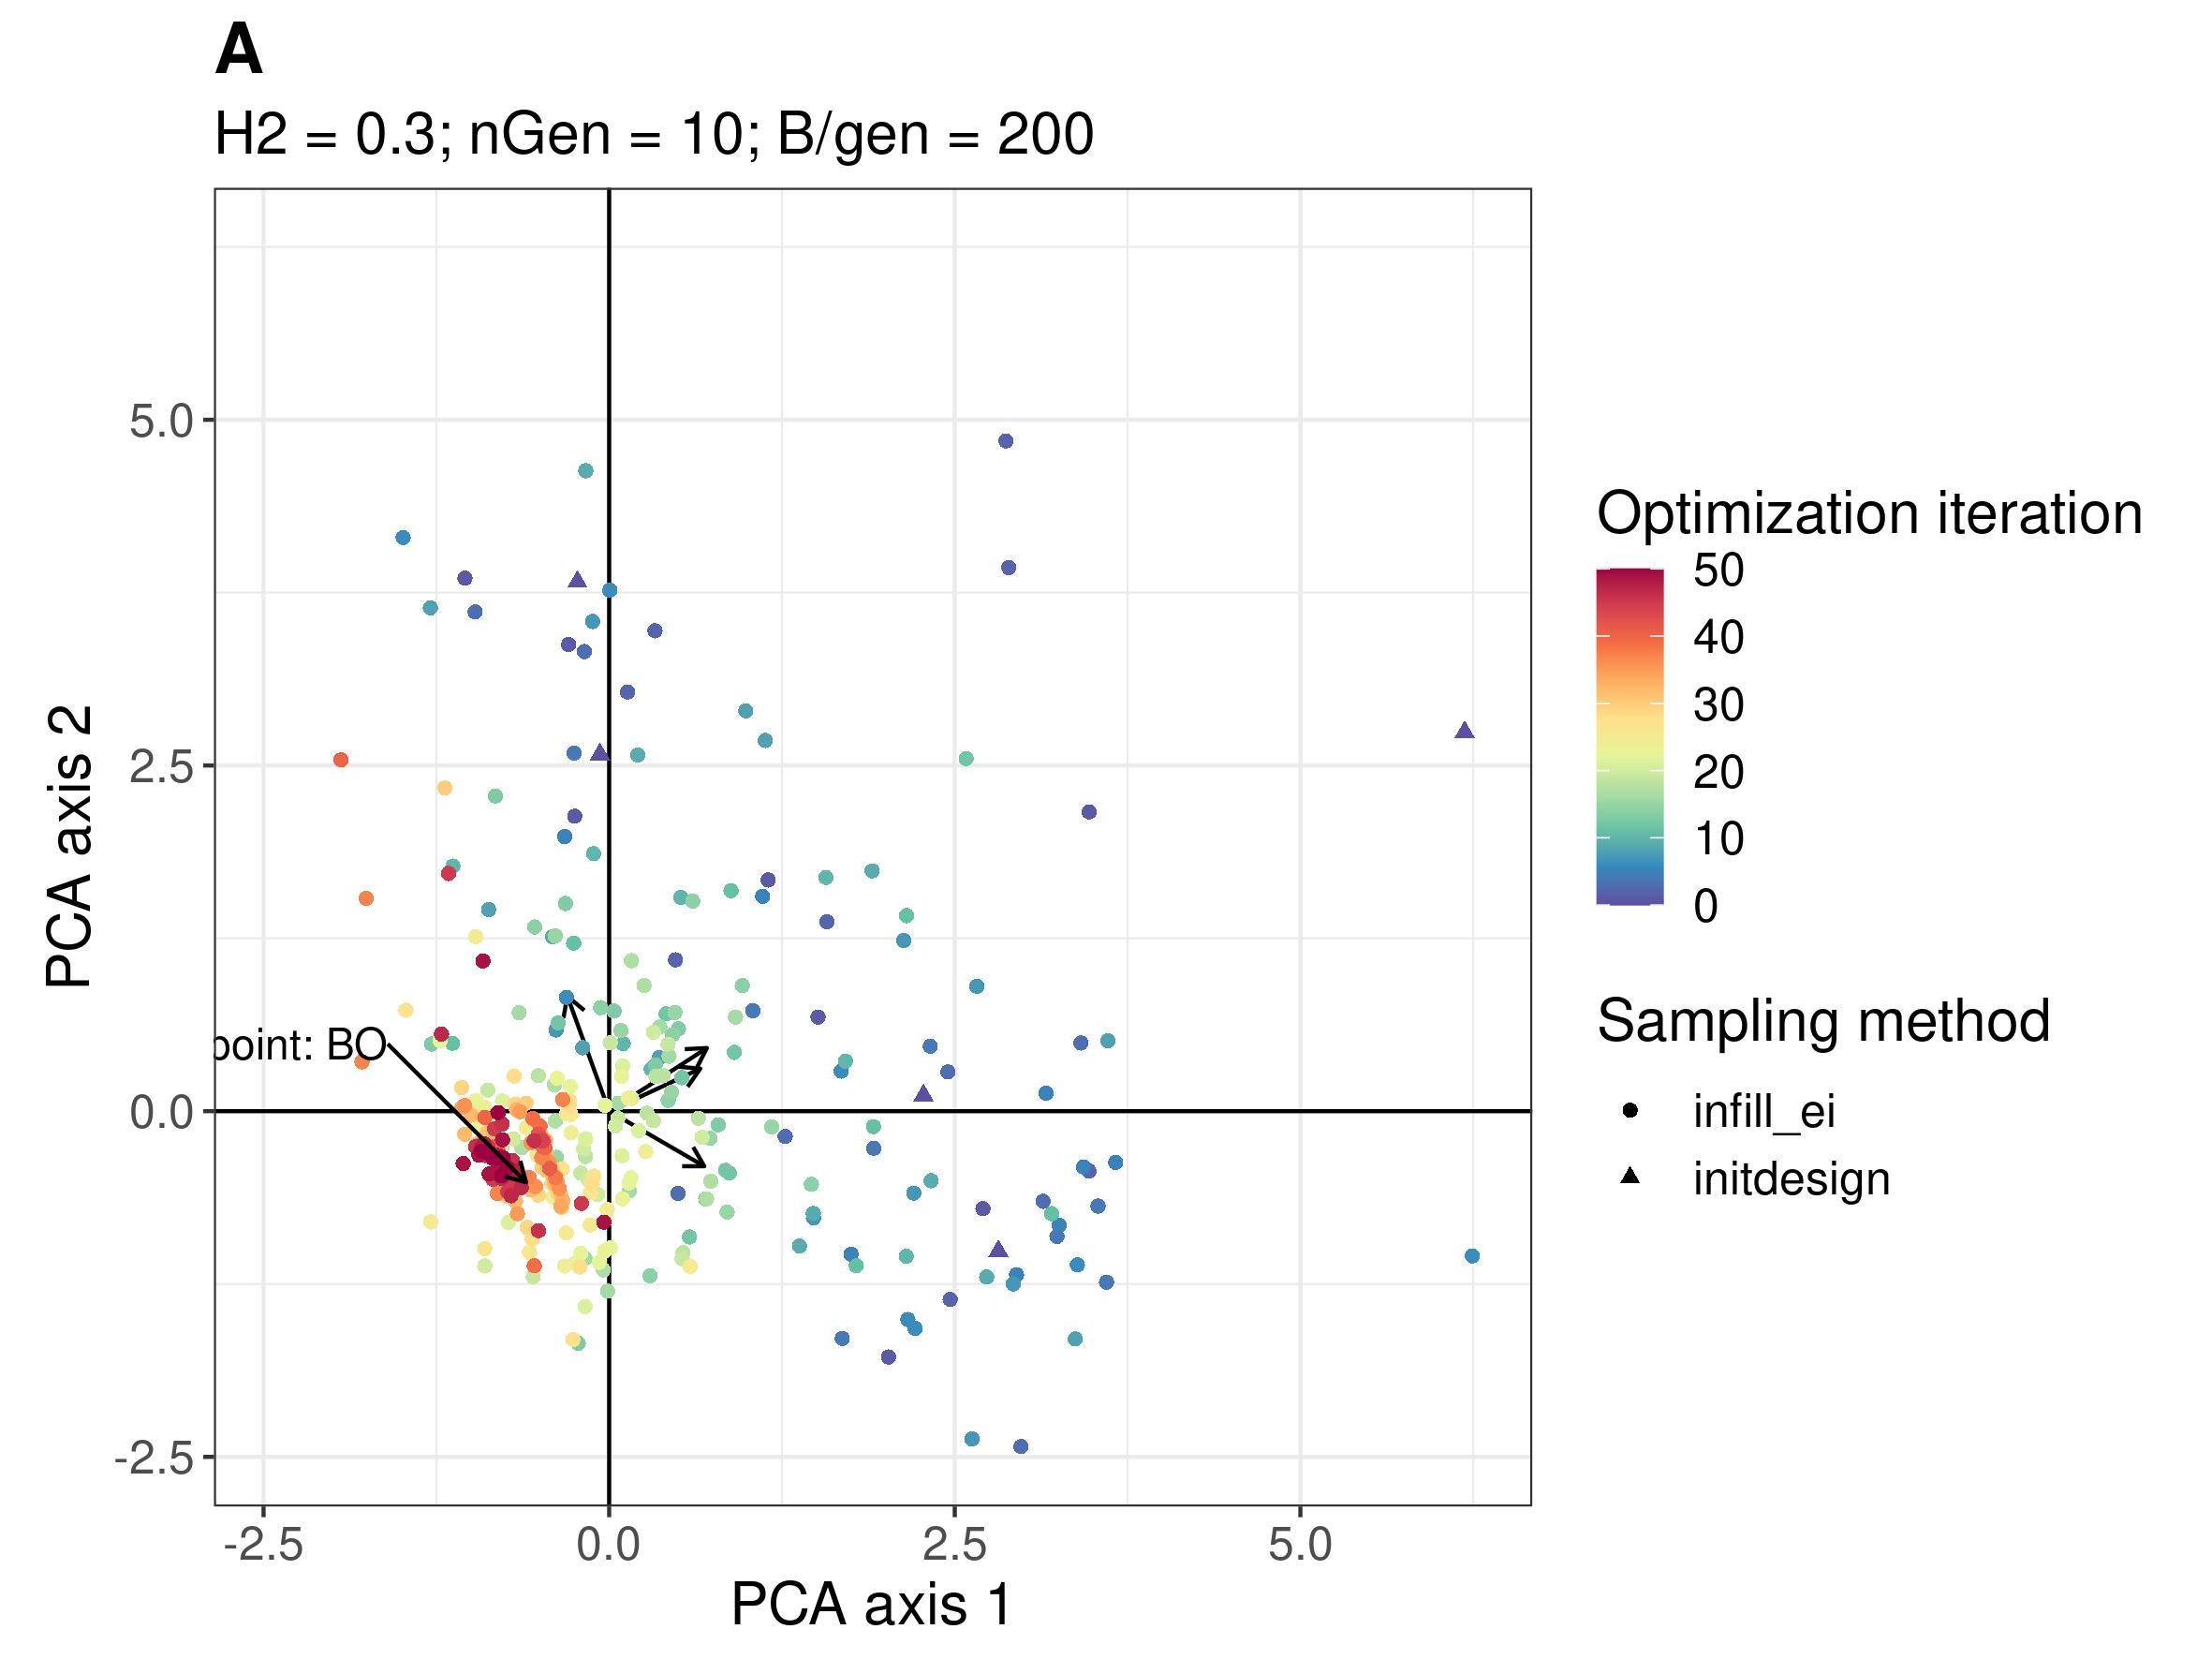 A
H2 = 0.3; nGen = 10; B/gen = 200
PCA axis 2
5.0
2.5
0.0
-2.5
point: BO
-2.5
0.0
2.5
5.0
PCA axis 1
Optimization iteration
50
40
30
20
10
0
Sampling method
infill_ei
initdesign